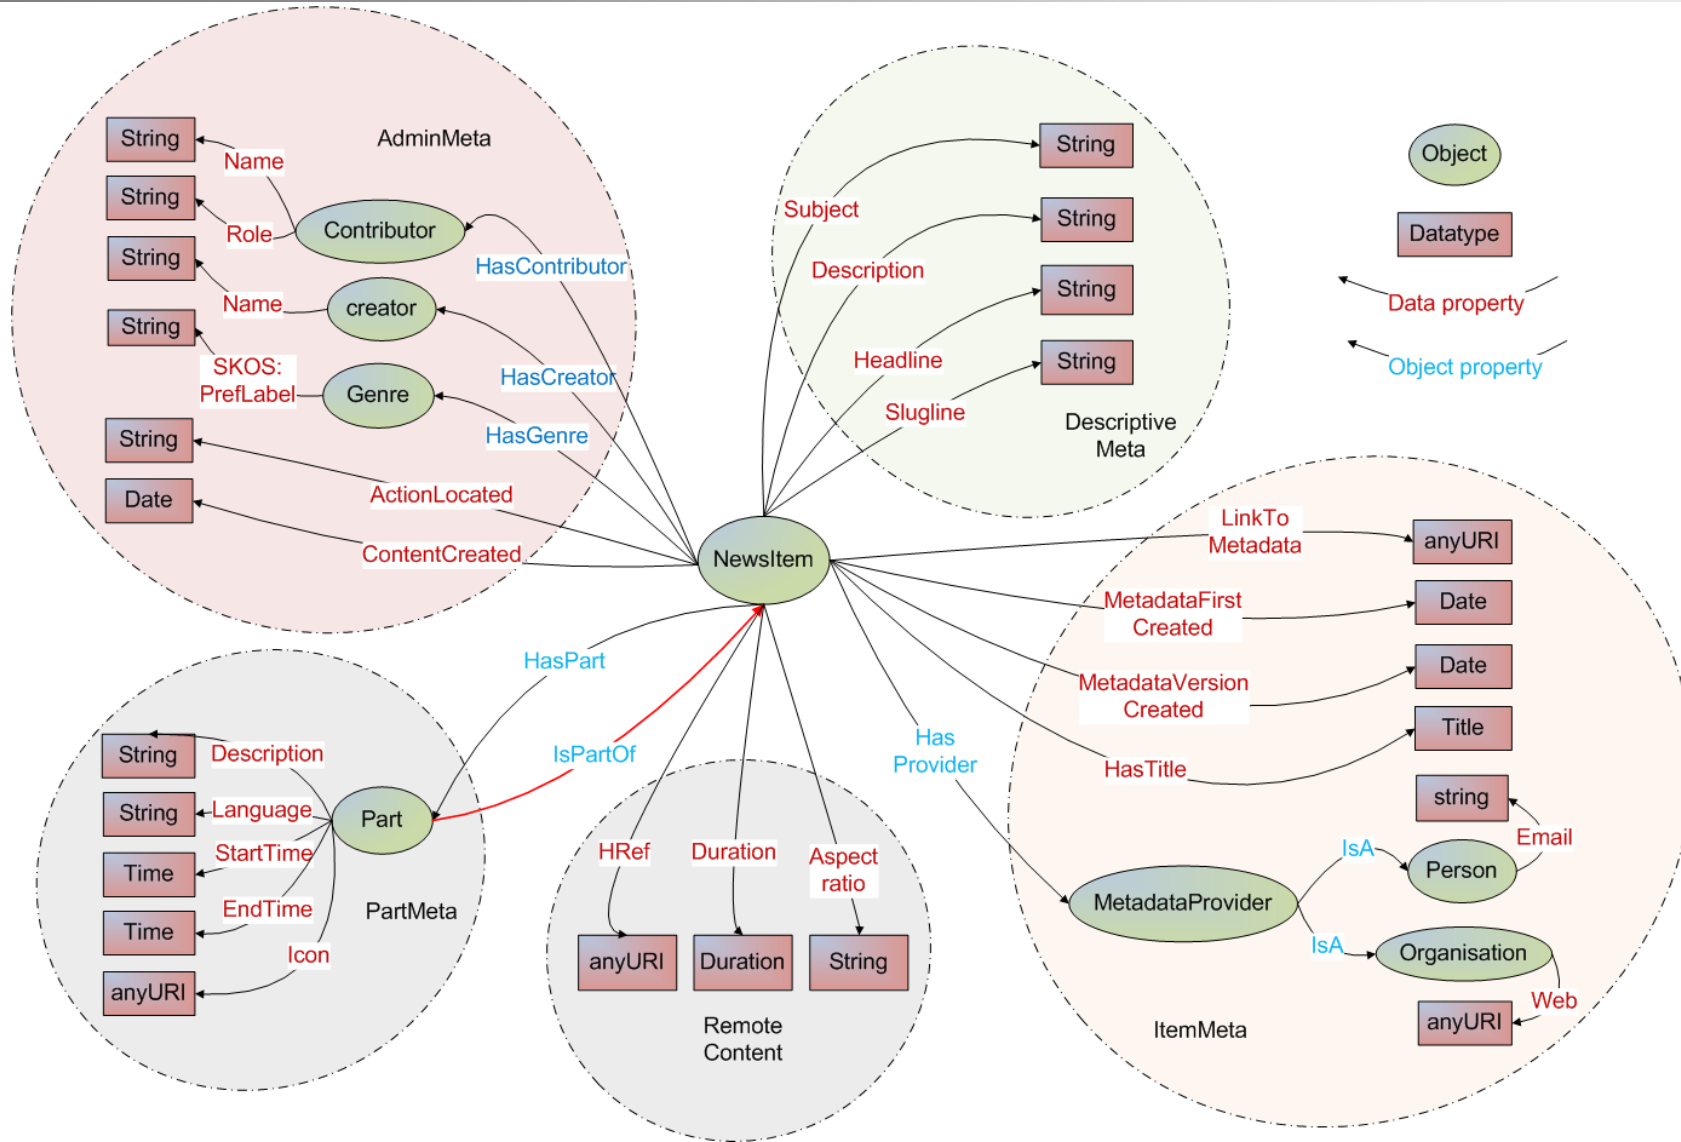 AdminMeta
String
Name
String
Role
Contributor
HasContributor
String
Name
creator
HasCreator
String
SKOS:
PrefLabel
Genre
HasGenre
String
ActionLocated
Date
ContentCreated
Subject
String
Description
String
Headline
String
Slugline
String
Descriptive
Meta
Object
Datatype
Data property
Object property
NewsItem
LinkTo
Metadata
anyURI
MetadataFirst
Created
Date
MetadataVersion
Created
Date
HasTitle
Title
Has
Provider
MetadataProvider
IsA
Person
Email
string
IsA
Organisation
Web
anyURI
ItemMeta
HasPart
IsPartOf
String
Description
String
Language
Part
Time
StartTime
Time
EndTime
PartMeta
anyURI
Icon
HRef
Duration
Aspect
ratio
anyURI
Duration
String
Remote
Content